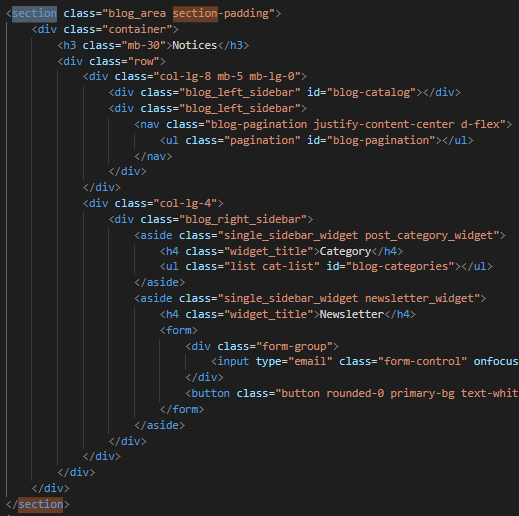 <section class="blog_area section-padding">
<div class="container">
<h3 class="mb-30">Notices</h3>
<div class="row">
<div class="col-lg-8 mb-5 mb-lg-0">
<div class="blog_left_sidebar" id="blog-catalog"></div>
<div class="blog_left_sidebar">
<nav class="blog-pagination justify-content-center d-flex">
<ul class="pagination" id="blog-pagination"></ul>
</nav>
</div>
</div>
<div class="col-lg-4">
<div class="blog_right_sidebar">
<aside class="single_sidebar_widget post_category_widget">
<h4 class="widget_title">Category</h4>
<ul class="list cat-list" id="blog-categories"></ul>
</aside>
<aside class="single_sidebar_widget newsletter_widget">
<h4 class="widget_title">Newsletter</h4>
<form>
<div class="form-group">
<input type="email" class="form-control" onfocus
</div>
<button class="button rounded-0 primary-bg text-whit
</form>
</aside>
</div>
</div>
</div>
</div>
</section>